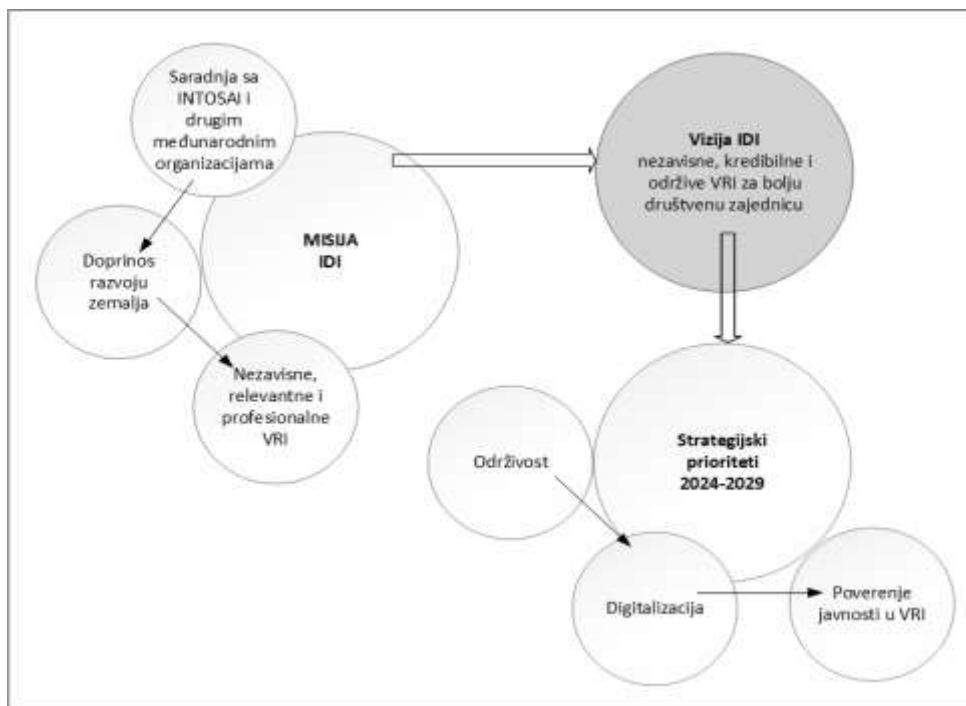 Saradnja sa
INTOSAI i
drugim
međunarodnim
organizacijama
MISIJA
IDI
Doprinos
razvoju
zemalja
Nezavisne,
relevantne i
profesionalne
VRI
Vizija IDI
nezavisne, kredibilne i
održive VRI za bolju
društvenu zajednicu
Strategijski
prioriteti
2024-2029
Održivost
Digitalizacija
Poverenje
javnosti u VRI